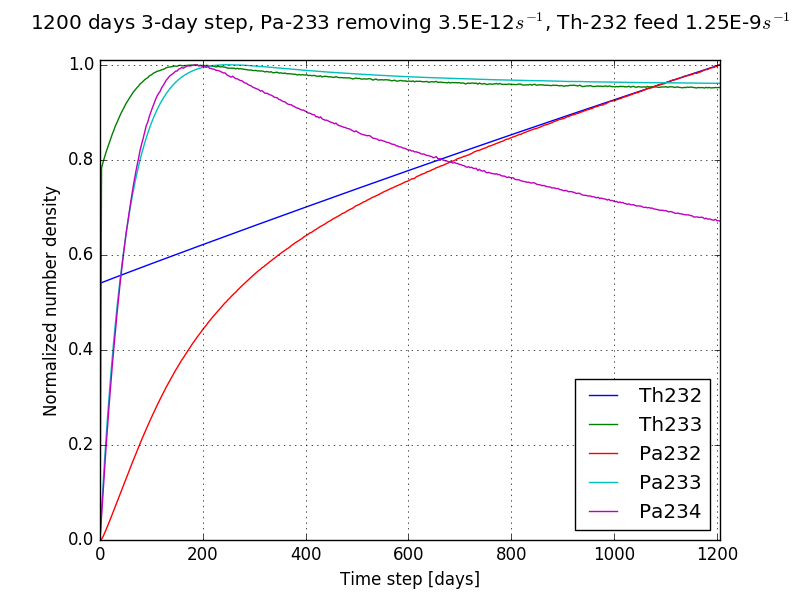 1200 days 3-day step, Pa-233 removing 3.5E-12s⁻¹, Th-232 feed 1.25E-9s⁻¹
1.0
0.8
0.6
0.4
0.2
0.0
Normalized number density
Th232
Th233
Pa232
Pa233
Pa234
0 200 400 600 800 1000 1200
Time step [days]